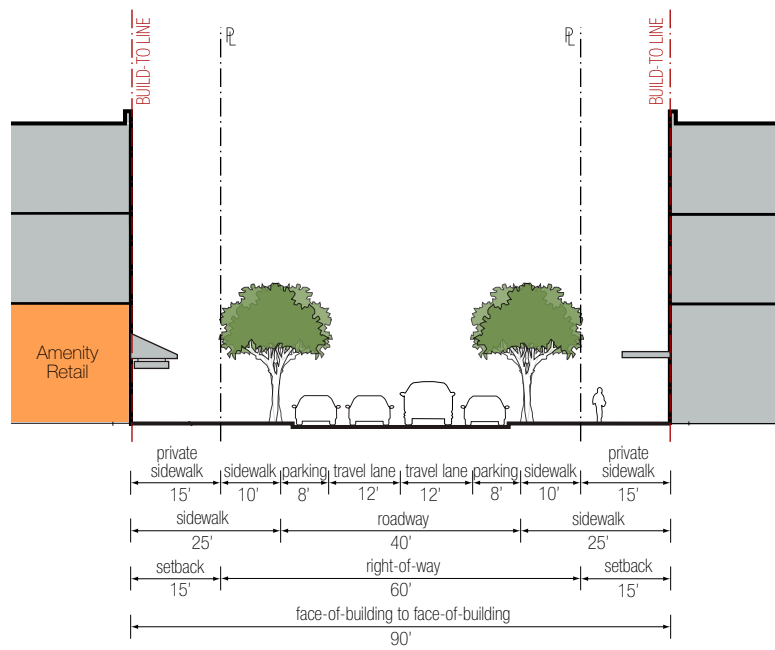 BUILD-TO LINE
PL
PL
BUILD-TO LINE
Amenity
Retail
private
sidewalk
sidewalk
parking
travel lane
travel lane
parking
sidewalk
private
sidewalk
15'
10'
8'
12'
12'
8'
10'
15'
sidewalk
roadway
sidewalk
25'
40'
25'
setback
right-of-way
setback
15'
60'
15'
face-of-building to face-of-building
90'